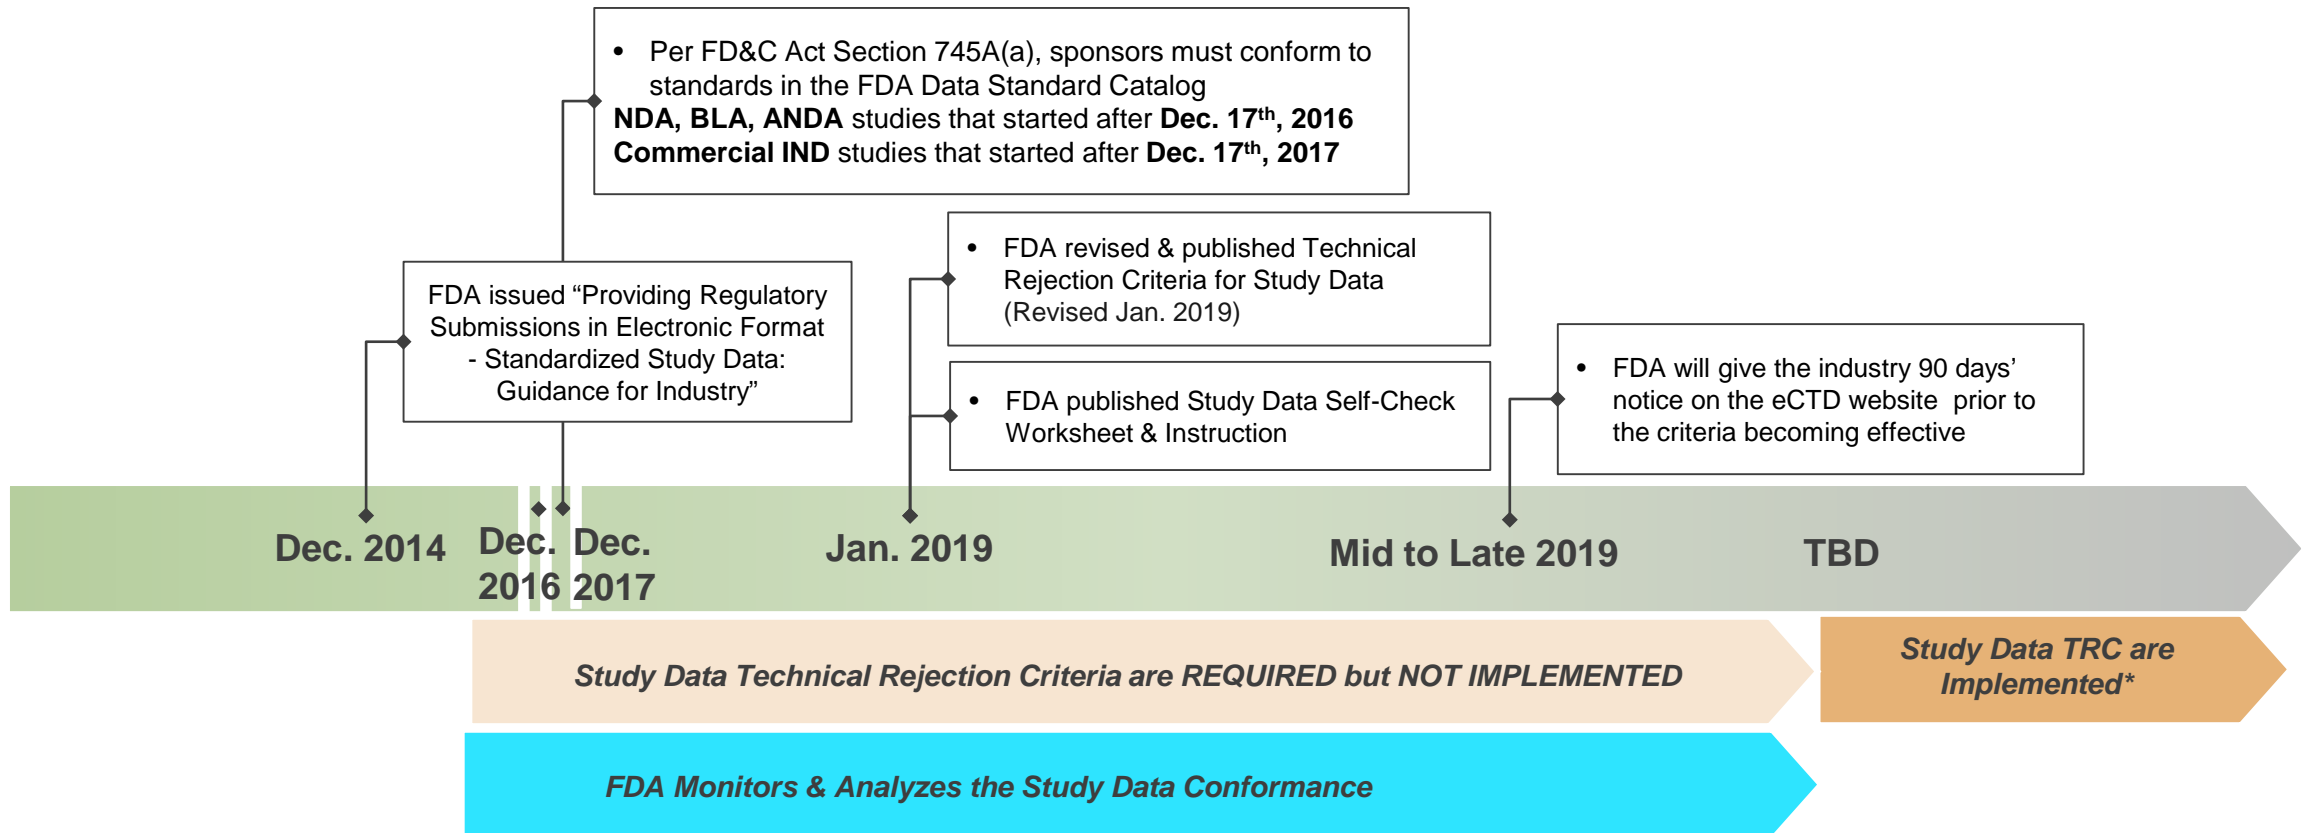 • Per FD&C Act Section 745A(a), sponsors must conform to
standards in the FDA Data Standard Catalog
NDA, BLA, ANDA studies that started after Dec. 17th, 2016
Commercial IND studies that started after Dec. 17th, 2017
FDA issued “Providing Regulatory
Submissions in Electronic Format
- Standardized Study Data:
Guidance for Industry”
• FDA revised & published Technical
Rejection Criteria for Study Data
(Revised Jan. 2019)
• FDA published Study Data Self-Check
Worksheet & Instruction
• FDA will give the industry 90 days’
notice on the eCTD website prior to
the criteria becoming effective
Dec. 2014
Dec.
2016
Dec.
2017
Jan. 2019
Mid to Late 2019
TBD
Study Data Technical Rejection Criteria are REQUIRED but NOT IMPLEMENTED
Study Data TRC are
Implemented*
FDA Monitors & Analyzes the Study Data Conformance